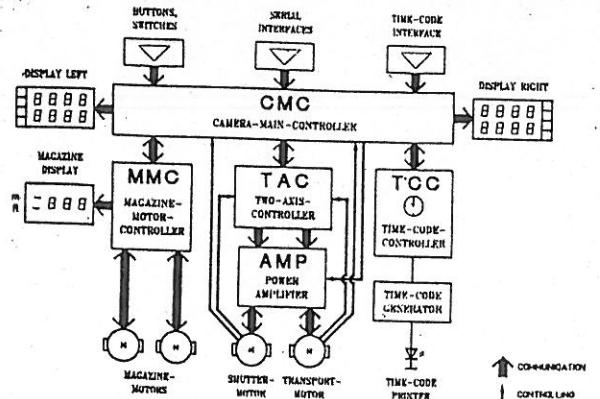 BUTTONS,
SWITCHES
SERIAL
INTERFACES
TIME-CODE
INTERFACE
DISPLAY LEFT
8888
8888
CMC
CAMERA-MAIN-CONTROLLER
DISPLAY RIGHT
8888
8888
MAGAZINE
DISPLAY
m
-888
MMC
MAGAZINE-
MOTOR-
CONTROLLER
TAC
TWO-AXIS-
CONTROLLER
TCC
TIME-CODE-
CONTROLLER
AMP
POWER
AMPLIFIER
TIME-CODE
GENERATOR
M
M
M
M
MAGAZINE-
MOTORS
SHUTTER-
MOTOR
TRANSPORT-
MOTOR
TIME-CODE
PRINTER
COMMUNICATION
CONTROLLING